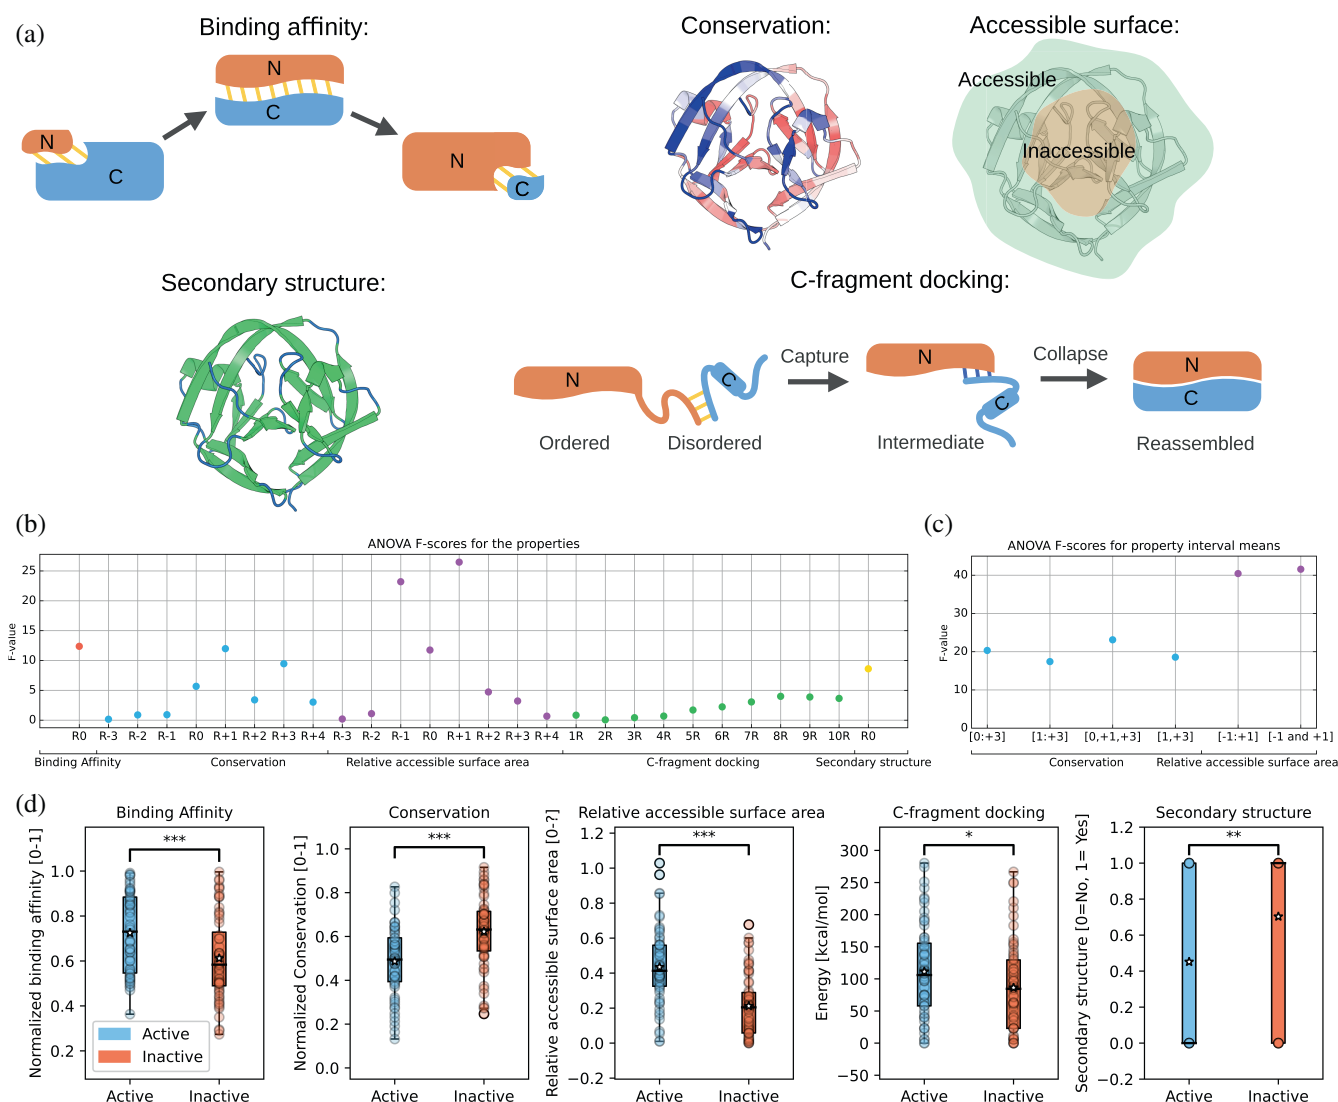 (a)
Binding affinity:
Conservation:
Accessible surface:
N
C
N
C
N
C
Accessible
Inaccessible
Secondary structure:
C-fragment docking:
N
C
Capture
N
C
Collapse
N
C
Ordered
Disordered
Intermediate
Reassembled
(b)
ANOVA F-scores for the properties
F-value
25
20
15
10
5
0
R0 R-3 R-2 R-1 R0 R+1 R+2 R+3 R+4 R-3 R-2 R-1 R0 R+1 R+2 R+3 R+4 1R 2R 3R 4R 5R 6R 7R 8R 9R 10R R0
Binding Affinity Conservation Relative accessible surface area C-fragment docking Secondary structure
(c)
ANOVA F-scores for property interval means
F-value
40
30
20
10
0
[0:+3] [1:+3] [0,+1,+3] [1,+3] [-1:+1] [-1 and +1]
Conservation Relative accessible surface area
(d)
Binding Affinity
Normalized binding affinity [0-1]
***
1.0
0.8
0.6
0.4
0.2
Active
Inactive
Active Inactive
Conservation
Normalized Conservation [0-1]
***
1.0
0.8
0.6
0.4
0.2
0.0
Active Inactive
Relative accessible surface area
Relative accessible surface area [0-?]
***
1.2
1.0
0.8
0.6
0.4
0.2
0.0
−0.2
Active Inactive
C-fragment docking
Energy [kcal/mol]
*
300
250
200
150
100
50
0
−50
Active Inactive
Secondary structure
Secondary structure [0=No, 1= Yes]
**
1.2
1.0
0.8
0.6
0.4
0.2
0.0
−0.2
Active Inactive